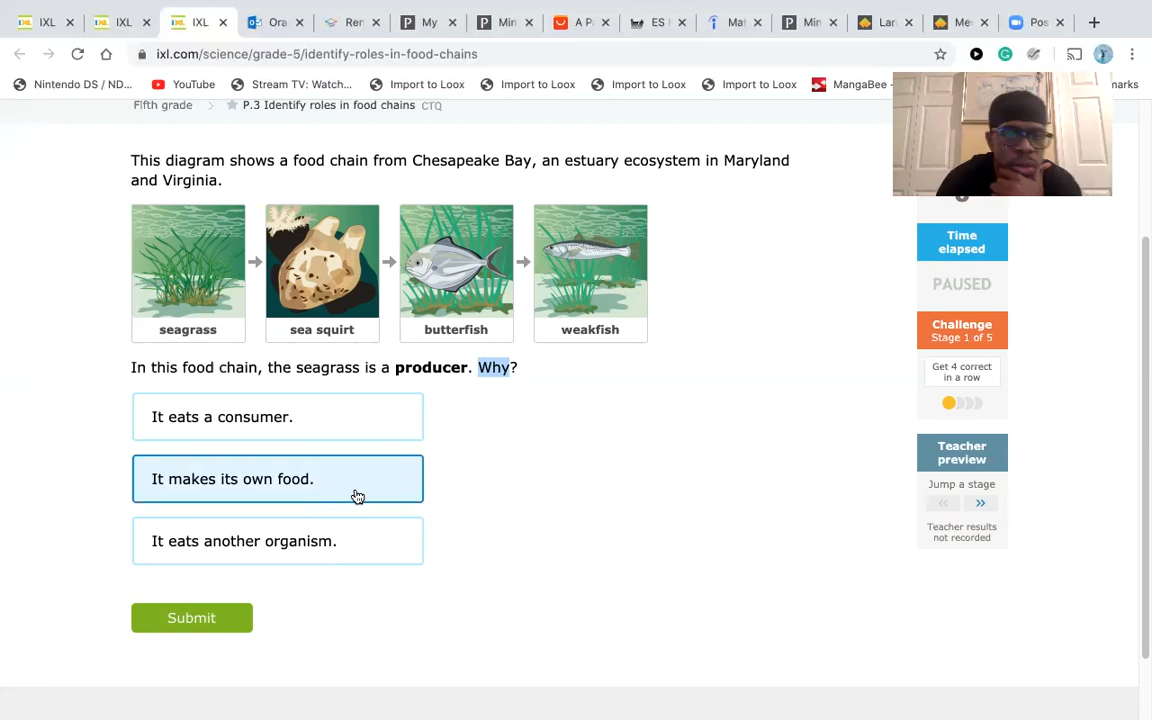 IXL
IXL
IXL
Ora
Ren
My
Min
A P
ES
Mat
Min
Lar
Me
Pos
ixl.com/science/grade-5/identify-roles-in-food-chains
Nintendo DS / ND...
YouTube
Stream TV: Watch...
Import to Loox
Import to Loox
Import to Loox
Import to Loox
MangaBee -
marks
Fifth grade
P.3 Identify roles in food chains
CTQ
This diagram shows a food chain from Chesapeake Bay, an estuary ecosystem in Maryland
and Virginia.
seagrass
sea squirt
butterfish
weakfish
In this food chain, the seagrass is a producer. Why?
It eats a consumer.
It makes its own food.
It eats another organism.
Submit
Time
elapsed
PAUSED
Challenge
Stage 1 of 5
Get 4 correct
in a row
Teacher
preview
Jump a stage
Teacher results
not recorded